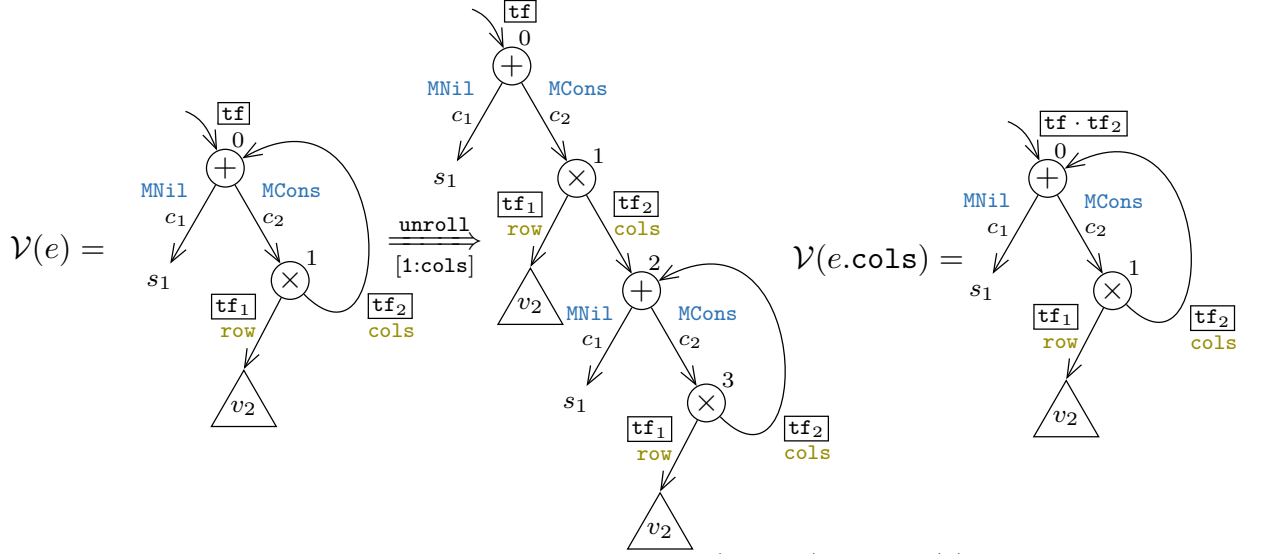 𝒱(e) =
tf
0
+
MNil
MCons
c₁
c₂
s₁
1
×
tf₁
row
tf₂
cols
v₂
unroll
[1:cols]
tf
0
+
MNil
MCons
c₁
c₂
s₁
1
×
tf₁
row
tf₂
cols
v₂
2
+
MNil
MCons
c₁
c₂
s₁
3
×
tf₁
row
tf₂
cols
v₂
𝒱(e.cols) =
tf · tf₂
0
+
MNil
MCons
c₁
c₂
s₁
1
×
tf₁
row
tf₂
cols
v₂